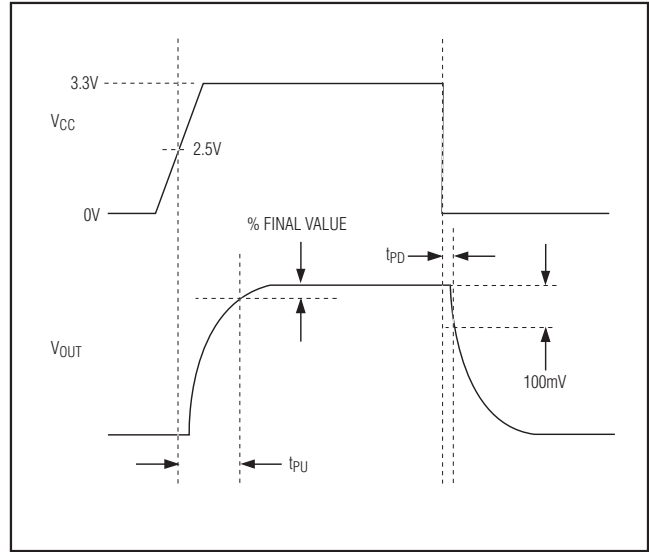 3.3V
VCC
2.5V
0V
% FINAL VALUE
tPD
VOUT
100mV
tPU